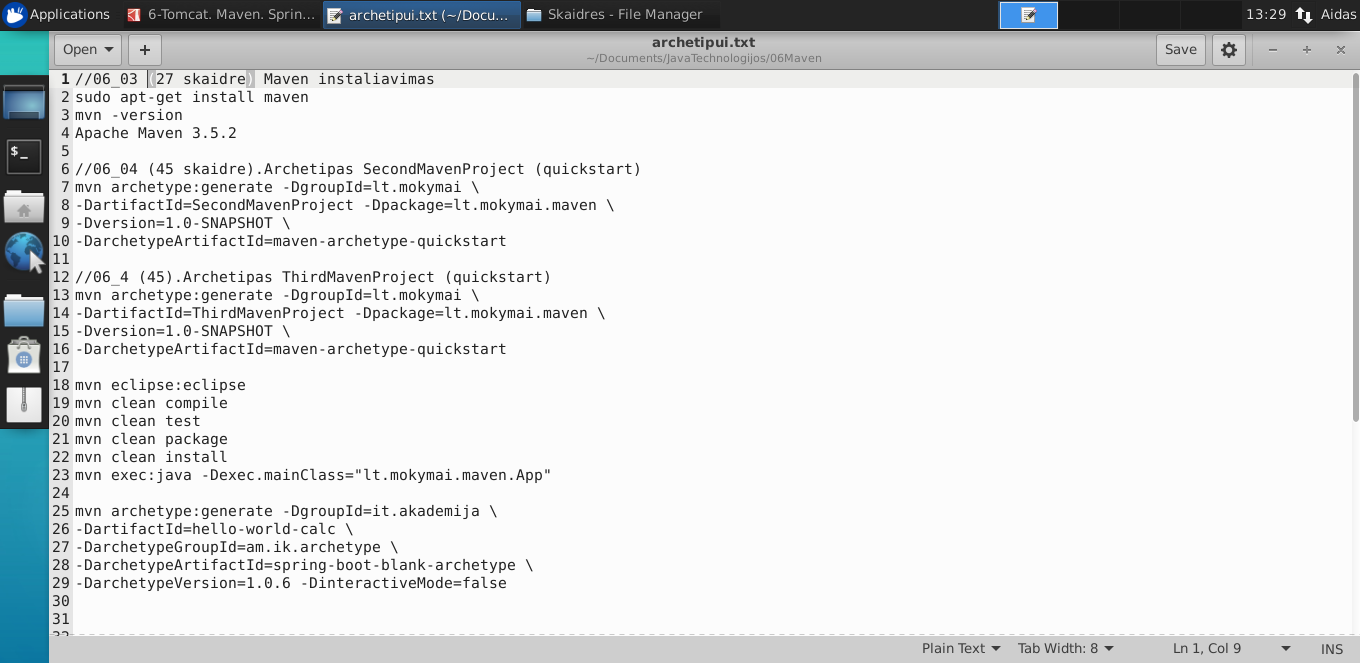 Applications
6-Tomcat. Maven. Sprin...
archetipui.txt (~/Docu...
Skaidres - File Manager
13:29
Aidas
Open
+
archetipui.txt
~/Documents/JavaTechnologijos/06Maven
Save
1 //06_03 (27 skaidre) Maven instaliavimas
2 sudo apt-get install maven
3 mvn -version
4 Apache Maven 3.5.2
5
6 //06_04 (45 skaidre).Archetipas SecondMavenProject (quickstart)
7 mvn archetype:generate -DgroupId=lt.mokymai \
8 -DartifactId=SecondMavenProject -Dpackage=lt.mokymai.maven \
9 -Dversion=1.0-SNAPSHOT \
10 -DarchetypeArtifactId=maven-archetype-quickstart
11
12 //06_4 (45).Archetipas ThirdMavenProject (quickstart)
13 mvn archetype:generate -DgroupId=lt.mokymai \
14 -DartifactId=ThirdMavenProject -Dpackage=lt.mokymai.maven \
15 -Dversion=1.0-SNAPSHOT \
16 -DarchetypeArtifactId=maven-archetype-quickstart
17
18 mvn eclipse:eclipse
19 mvn clean compile
20 mvn clean test
21 mvn clean package
22 mvn clean install
23 mvn exec:java -Dexec.mainClass="lt.mokymai.maven.App"
24
25 mvn archetype:generate -DgroupId=it.akademija \
26 -DartifactId=hello-world-calc \
27 -DarchetypeGroupId=am.ik.archetype \
28 -DarchetypeArtifactId=spring-boot-blank-archetype \
29 -DarchetypeVersion=1.0.6 -DinteractiveMode=false
30
31
32
$_
Plain Text
Tab Width: 8
Ln 1, Col 9
INS